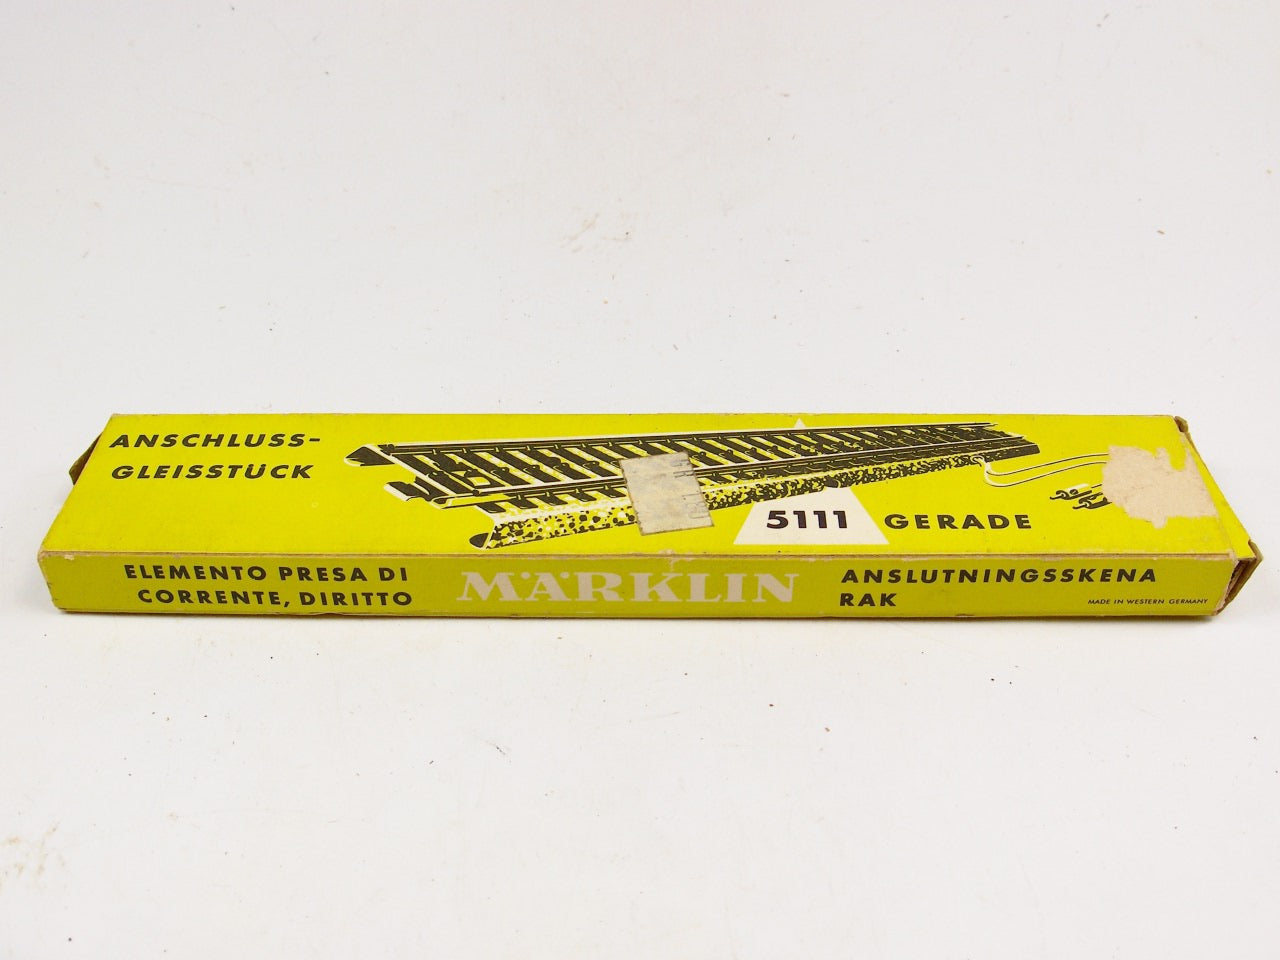 ANSCHLUSS-
GLEISSTÜCK
5111 GERADE
ELEMENTO PRESA DI
CORRENTE, DIRITTO
MÄRKLIN
ANSLUTNINGSSKENA
RAK
MADE IN WESTERN GERMANY